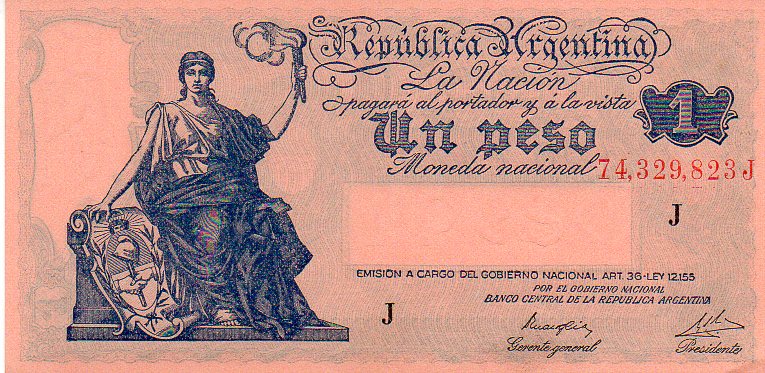 República Argentina
La Nación
pagará al portador y a la vista
1
Un peso
Moneda nacional
74,329,823 J
J
EMISIÓN A CARGO DEL GOBIERNO NACIONAL ART. 36-LEY 12.155
POR EL GOBIERNO NACIONAL
BANCO CENTRAL DE LA REPUBLICA ARGENTINA
J
Gerente general
Presidente